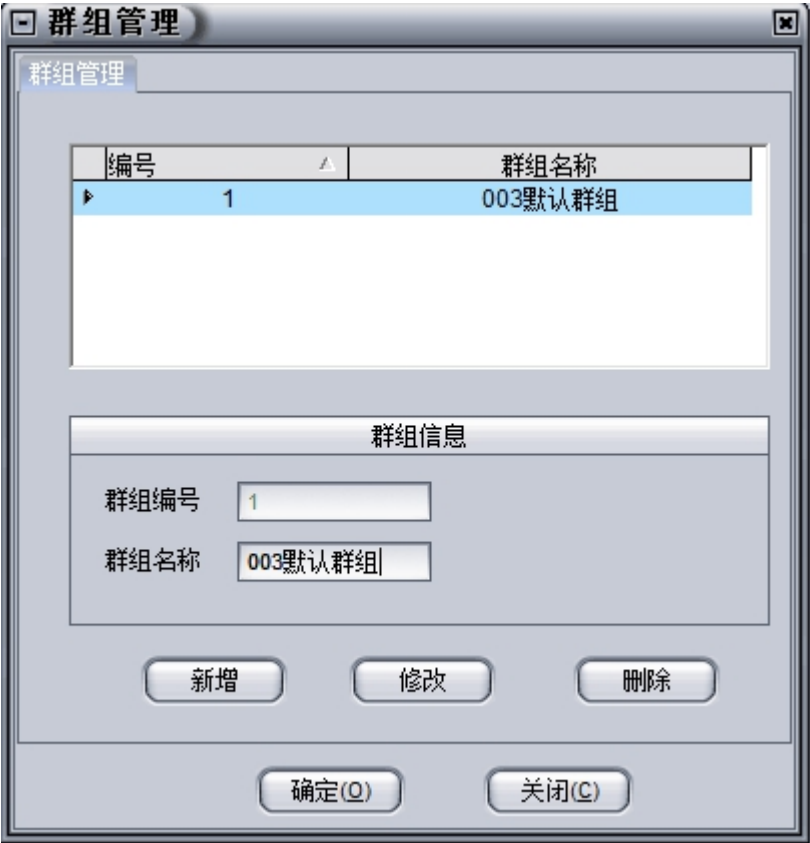 群组管理
群组管理
编号 群组名称
1 003默认群组
群组信息
群组编号 1
群组名称 003默认群组
新增 修改 删除
确定(O) 关闭(C)